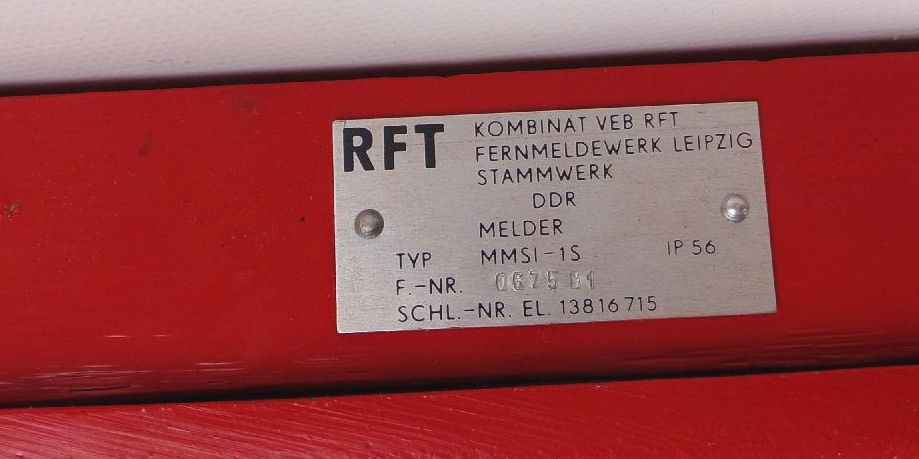 RFT
KOMBINAT VEB RFT
FERNMELDEWERK LEIPZIG
STAMMWERK
DDR
MELDER
TYP MMSI-1S IP 56
F.-NR. 067591
SCHL.-NR. EL. 13816715